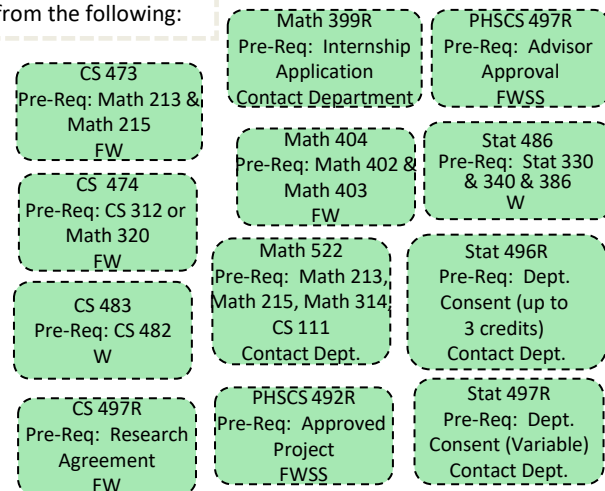 from the following:
CS 473
Pre-Req: Math 213 &
Math 215
FW
CS 474
Pre-Req: CS 312 or
Math 320
FW
CS 483
Pre-Req: CS 482
W
CS 497R
Pre-Req: Research
Agreement
FW
Math 399R
Pre-Req: Internship
Application
Contact Department
Math 404
Pre-Req: Math 402 &
Math 403
FW
Math 522
Pre-Req: Math 213,
Math 215, Math 314,
CS 111
Contact Dept.
PHSCS 492R
Pre-Req: Approved
Project
FWSS
PHSCS 497R
Pre-Req: Advisor
Approval
FWSS
Stat 486
Pre-Req: Stat 330
& 340 & 386
W
Stat 496R
Pre-Req: Dept.
Consent (up to
3 credits)
Contact Dept.
Stat 497R
Pre-Req: Dept.
Consent (Variable)
Contact Dept.